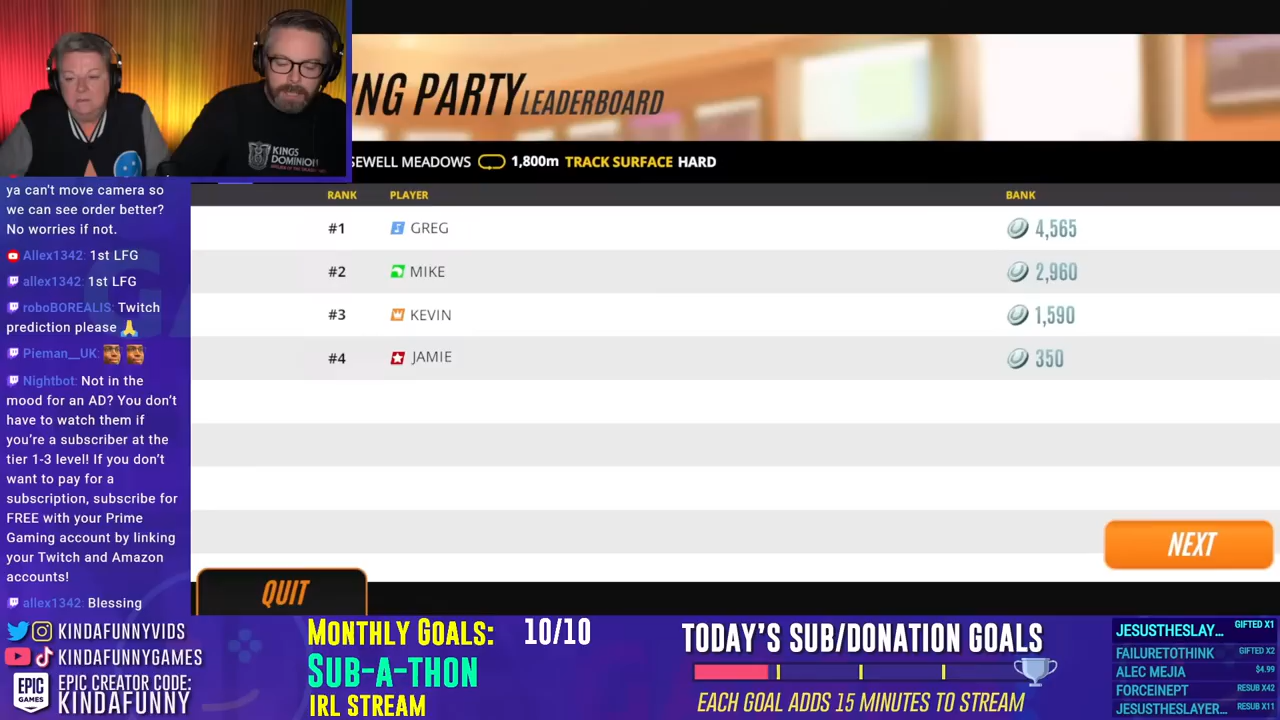 KINGS
DOMINION
NG PARTY LEADERBOARD
SEWELL MEADOWS 1,800m TRACK SURFACE HARD
RANK PLAYER BANK
#1 GREG 4,565
#2 MIKE 2,960
#3 KEVIN 1,590
#4 JAMIE 350
NEXT
QUIT
ya can't move camera so
we can see order better?
No worries if not.
Allex1342: 1st LFG
allex1342: 1st LFG
roboBOREALIS: Twitch
prediction please
Pieman__UK:
Nightbot: Not in the
mood for an AD? You don't
have to watch them if
you're a subscriber at the
tier 1-3 level! If you don't
want to pay for a
subscription, subscribe for
FREE with your Prime
Gaming account by linking
your Twitch and Amazon
accounts!
allex1342: Blessing
KINDAFUNNYVIDS
KINDAFUNNYGAMES
EPIC GAMES
EPIC CREATOR CODE:
KINDAFUNNY
MONTHLY GOALS: 10/10
SUB-A-THON
IRL STREAM
TODAY'S SUB/DONATION GOALS
EACH GOAL ADDS 15 MINUTES TO STREAM
JESUSTHESLAY... GIFTED X1
FAILURETOTHINK GIFTED X2
ALEC MEJIA $4.99
FORCEINEPT RESUB X42
JESUSTHESLAYER... RESUB X11